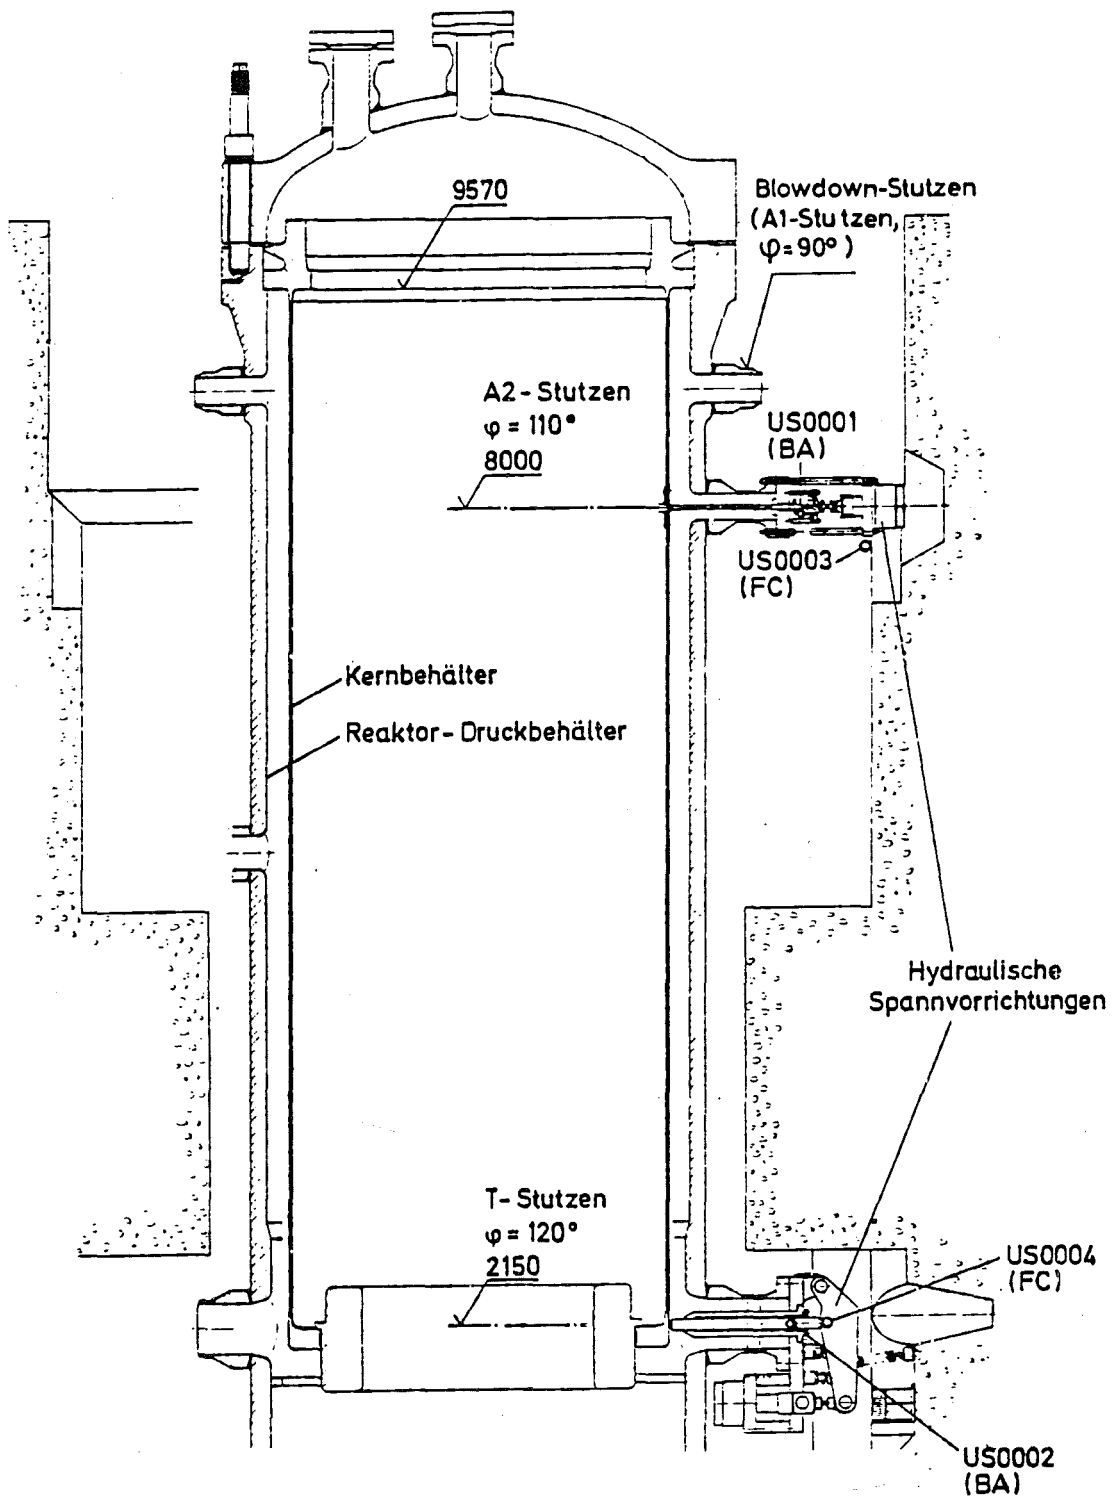 9570
Blowdown-Stutzen
(A1-Stutzen,
φ=90°)
A2-Stutzen
φ = 110°
8000
US0001
(BA)
US0003
(FC)
Kernbehälter
Reaktor-Druckbehälter
Hydraulische
Spannvorrichtungen
T-Stutzen
φ = 120°
2150
US0004
(FC)
US0002
(BA)